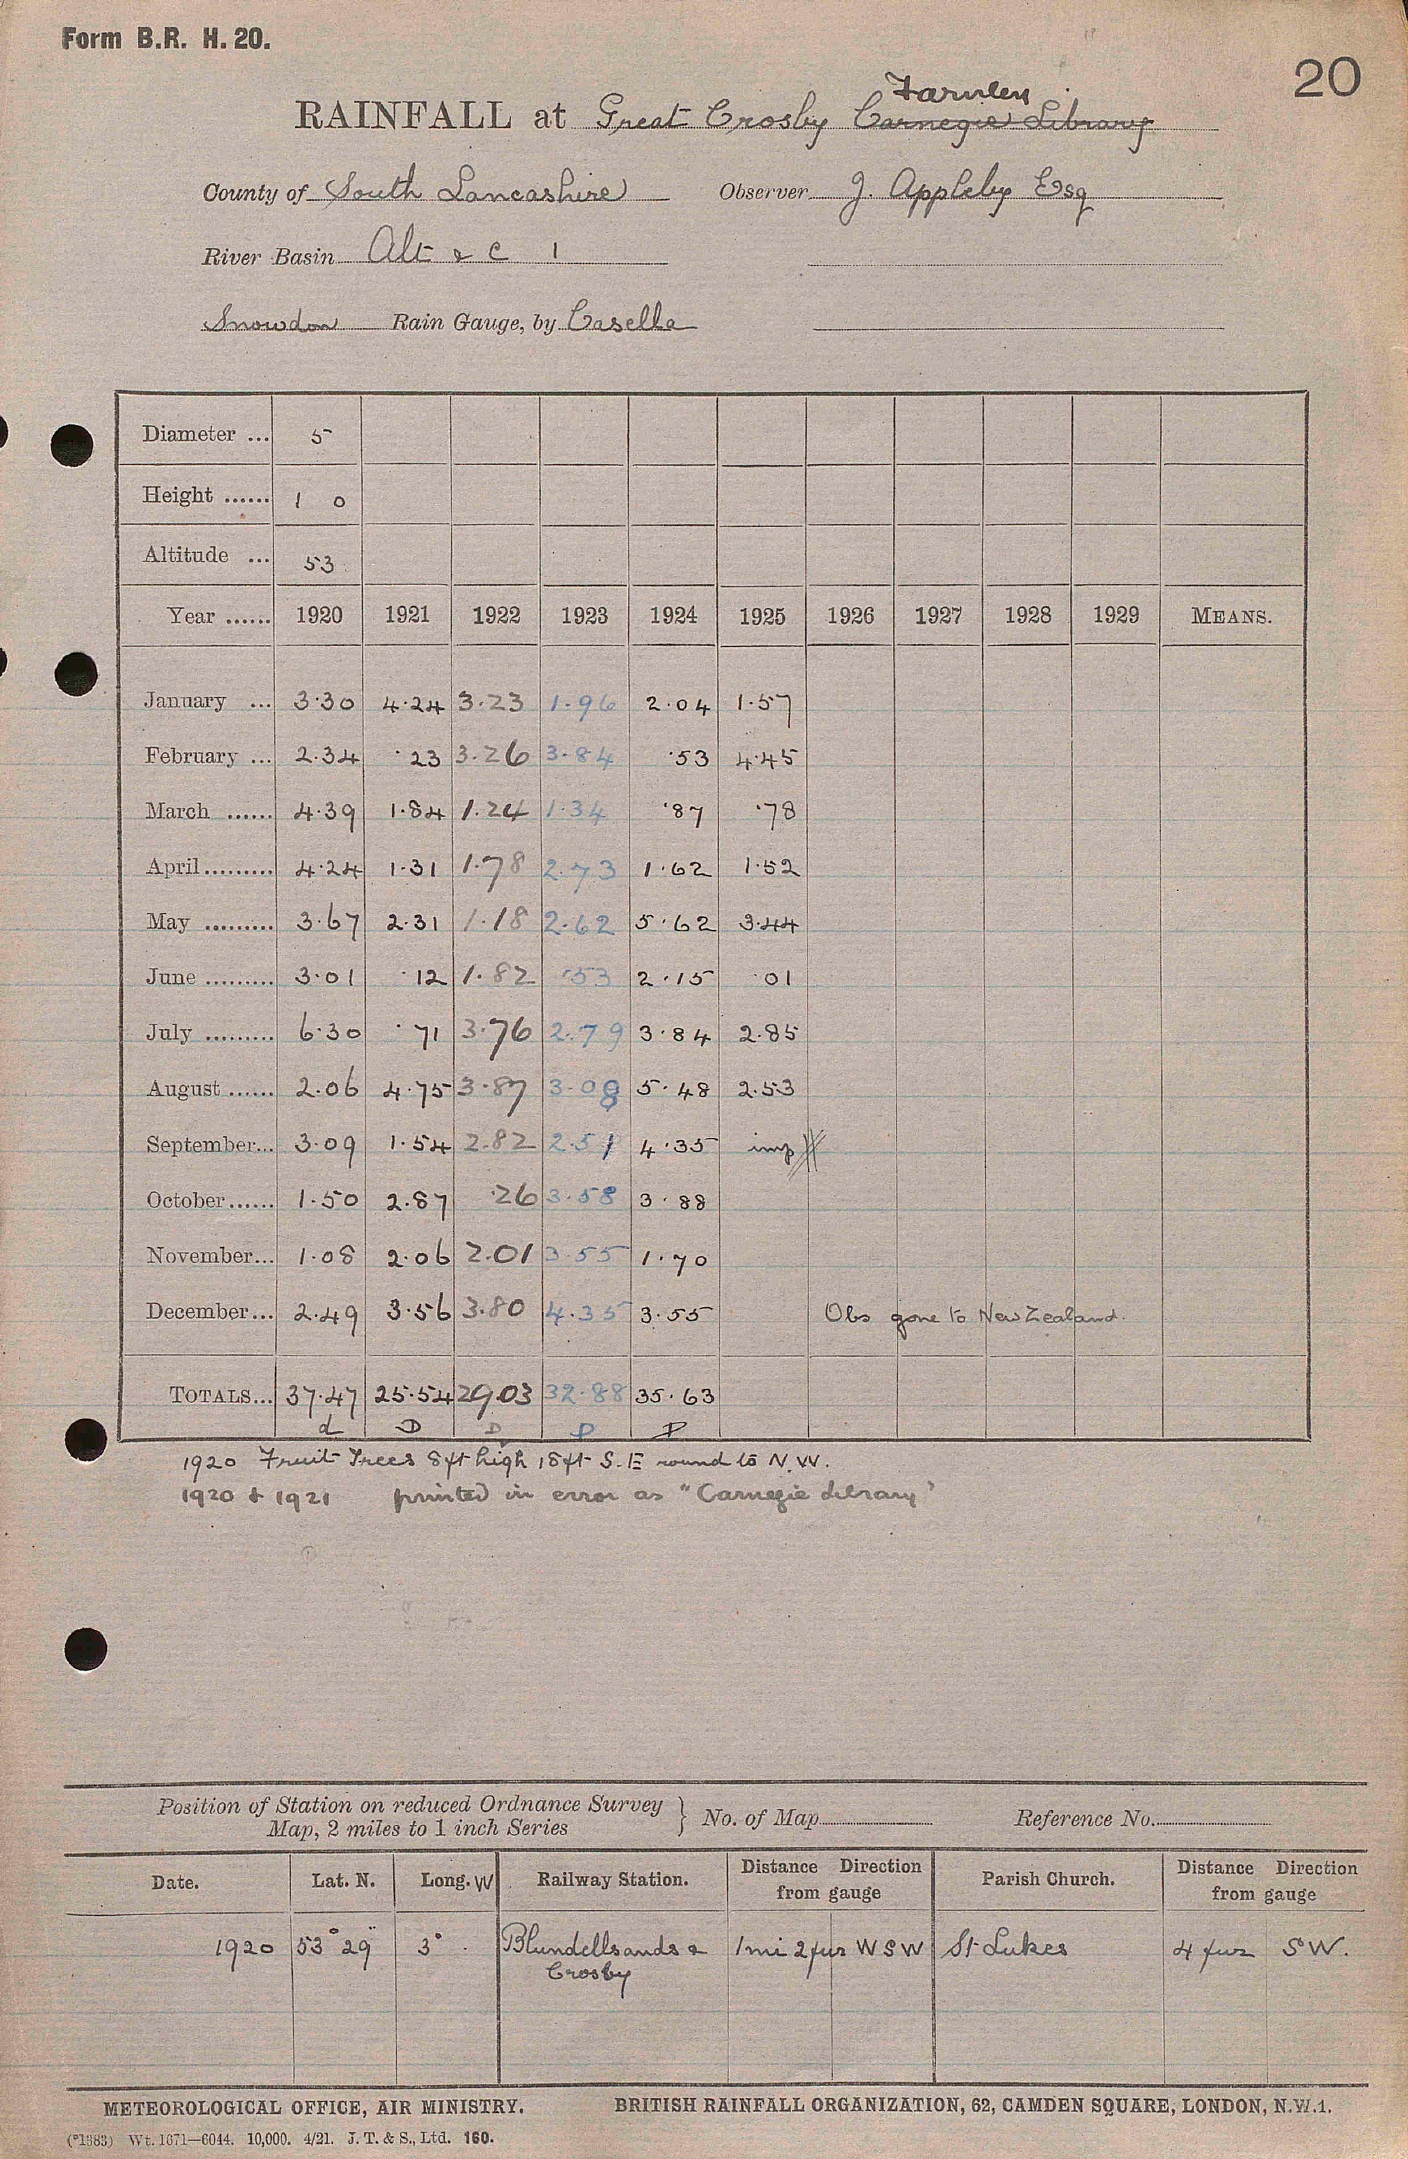 Form B.R. H. 20.
20
Farnley
RAINFALL at Great Crosby Carnegie Library
County of South Lancashire Observer J. Appleby Esq
River Basin Alt & c 1
Snowdon Rain Gauge, by Casella
Diameter ... 5
Height ...... 1 0
Altitude ... 53
Year ...... 1920 1921 1922 1923 1924 1925 1926 1927 1928 1929 MEANS.
January ... 3.30 4.24 3.23 1.96 2.04 1.57
February ... 2.34 .23 3.26 3.84 .53 4.45
March ...... 4.39 1.84 1.24 1.34 .87 .78
April ......... 4.24 1.31 1.78 2.73 1.62 1.52
May ......... 3.67 2.31 1.18 2.62 5.62 3.44
June ......... 3.01 .12 1.82 .53 2.15 .01
July ......... 6.30 .71 3.76 2.79 3.84 2.85
August ...... 2.06 4.75 3.87 3.08 5.48 2.53
September... 3.09 1.54 2.82 2.51 4.35 imp
October...... 1.50 2.87 .26 3.58 3.88
November... 1.08 2.06 2.01 3.55 1.70
December... 2.49 3.56 3.80 4.35 3.55 Obs gone to New Zealand.
TOTALS... 37.47 25.54 29.03 32.88 35.63
d D D P P
1920 Fruit Trees 8ft high 18ft S.E round to N.W.
1920 & 1921 printed in error as "Carnegie Library"
Position of Station on reduced Ordnance Survey
Map, 2 miles to 1 inch Series } No. of Map Reference No.
Date. Lat. N. Long. W Railway Station. Distance Direction from gauge Parish Church. Distance Direction from gauge
1920 53° 29" 3° Blundellsands & 1 mi 2 fur W S W St Lukes 4 fur SW.
Crosby
METEOROLOGICAL OFFICE, AIR MINISTRY. BRITISH RAINFALL ORGANIZATION, 62, CAMDEN SQUARE, LONDON, N.W.1.
(*1383) Wt. 1671—6044. 10,000. 4/21. J. T. & S., Ltd. 160.